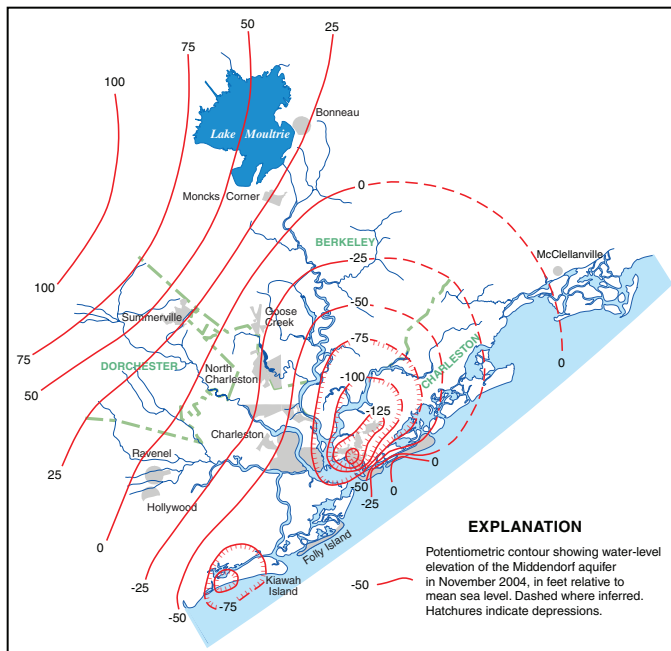 50
25
75
100
Bonneau
Lake Moultrie
0
Moncks Corner
BERKELEY
McClellanville
-25
100
-50
Summerville
Goose
Creek
-75
75
0
DORCHESTER
North
Charleston
-100
CHARLESTON
50
-125
Charleston
Ravenel
0
25
-50
0
-25
Hollywood
EXPLANATION
0
Folly Island
Potentiometric contour showing water-level
elevation of the Middendorf aquifer
in November 2004, in feet relative to
mean sea level. Dashed where inferred.
Hatchures indicate depressions.
-50
Kiawah
Island
-25
-75
-50